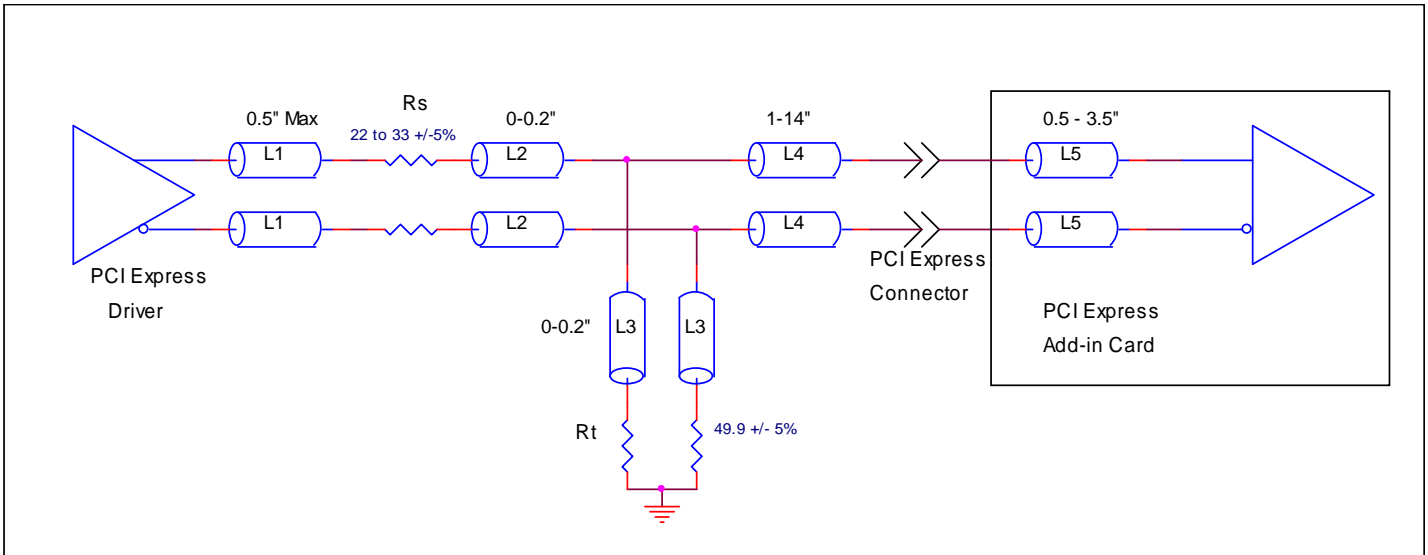 Rs
0.5" Max
22 to 33 +/-5%
0-0.2"
1-14"
0.5 - 3.5"
L1
L2
L4
L5
L1
L2
L4
L5
PCI Express
Driver
PCI Express
Connector
0-0.2"
L3
L3
PCI Express
Add-in Card
Rt
49.9 +/- 5%